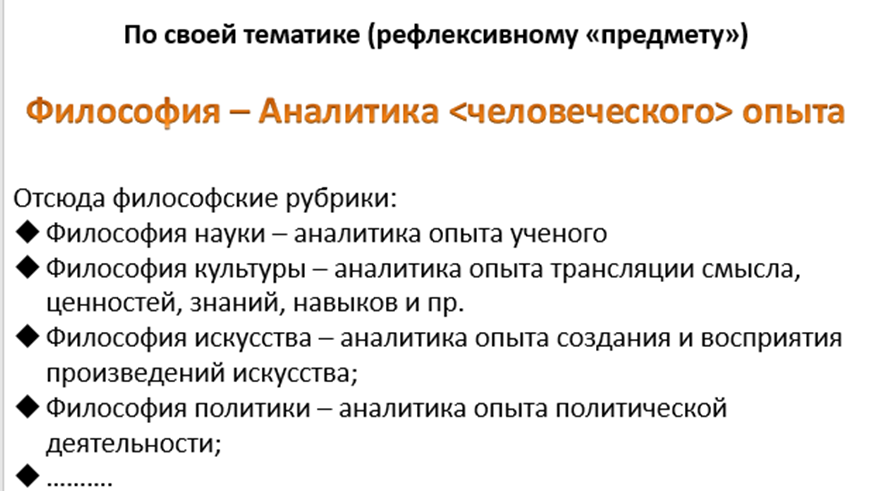 По своей тематике (рефлексивному «предмету»)
Философия – Аналитика <человеческого> опыта
Отсюда философские рубрики:
◆ Философия науки – аналитика опыта ученого
◆ Философия культуры – аналитика опыта трансляции смысла,
ценностей, знаний, навыков и пр.
◆ Философия искусства – аналитика опыта создания и восприятия
произведений искусства;
◆ Философия политики – аналитика опыта политической
деятельности;
◆ ..........